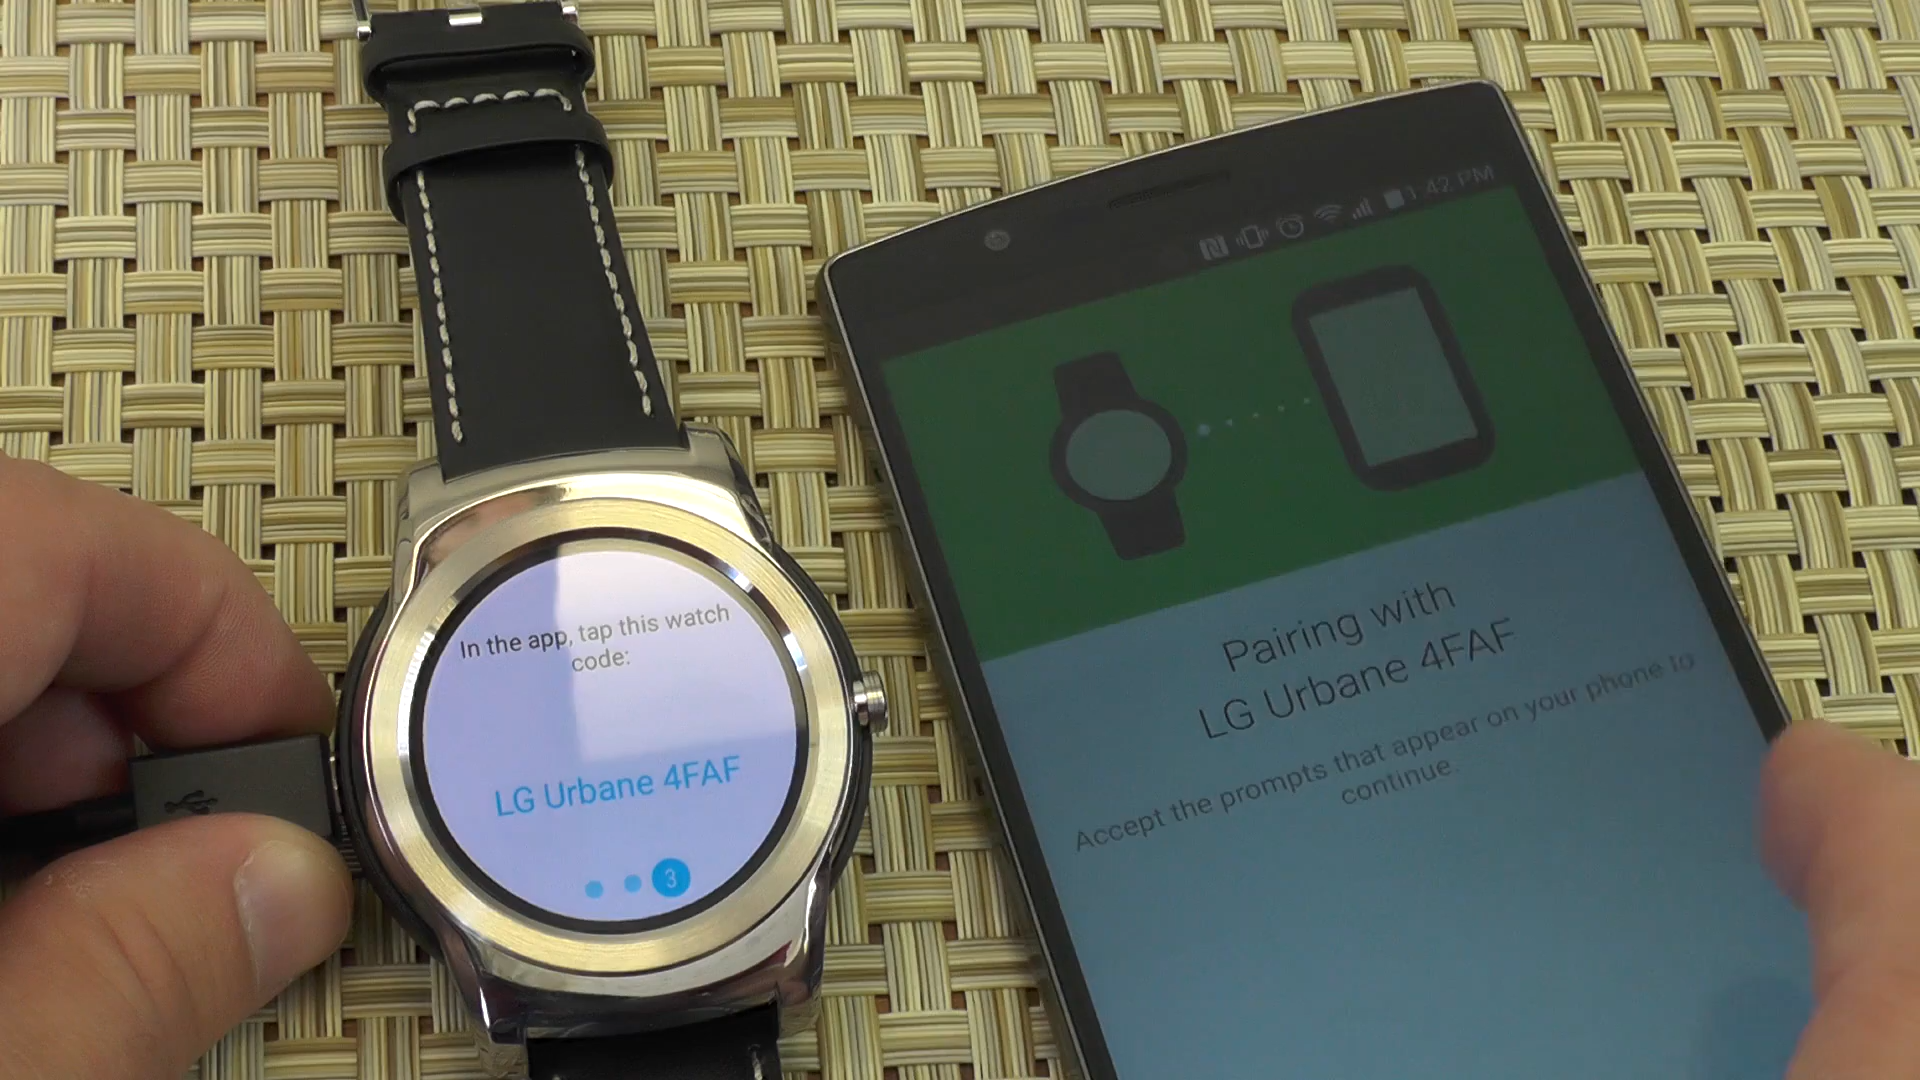 In the app, tap this watch
code:
LG Urbane 4FAF
3
1:42 PM
Pairing with
LG Urbane 4FAF
Accept the prompts that appear on your phone to
continue.